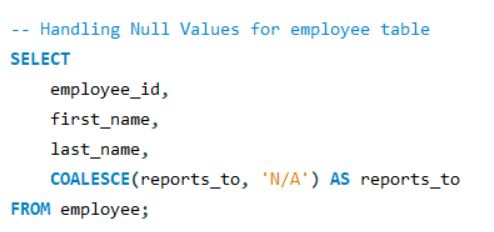 -- Handling Null Values for employee table
SELECT
    employee_id,
    first_name,
    last_name,
    COALESCE(reports_to, 'N/A') AS reports_to
FROM employee;